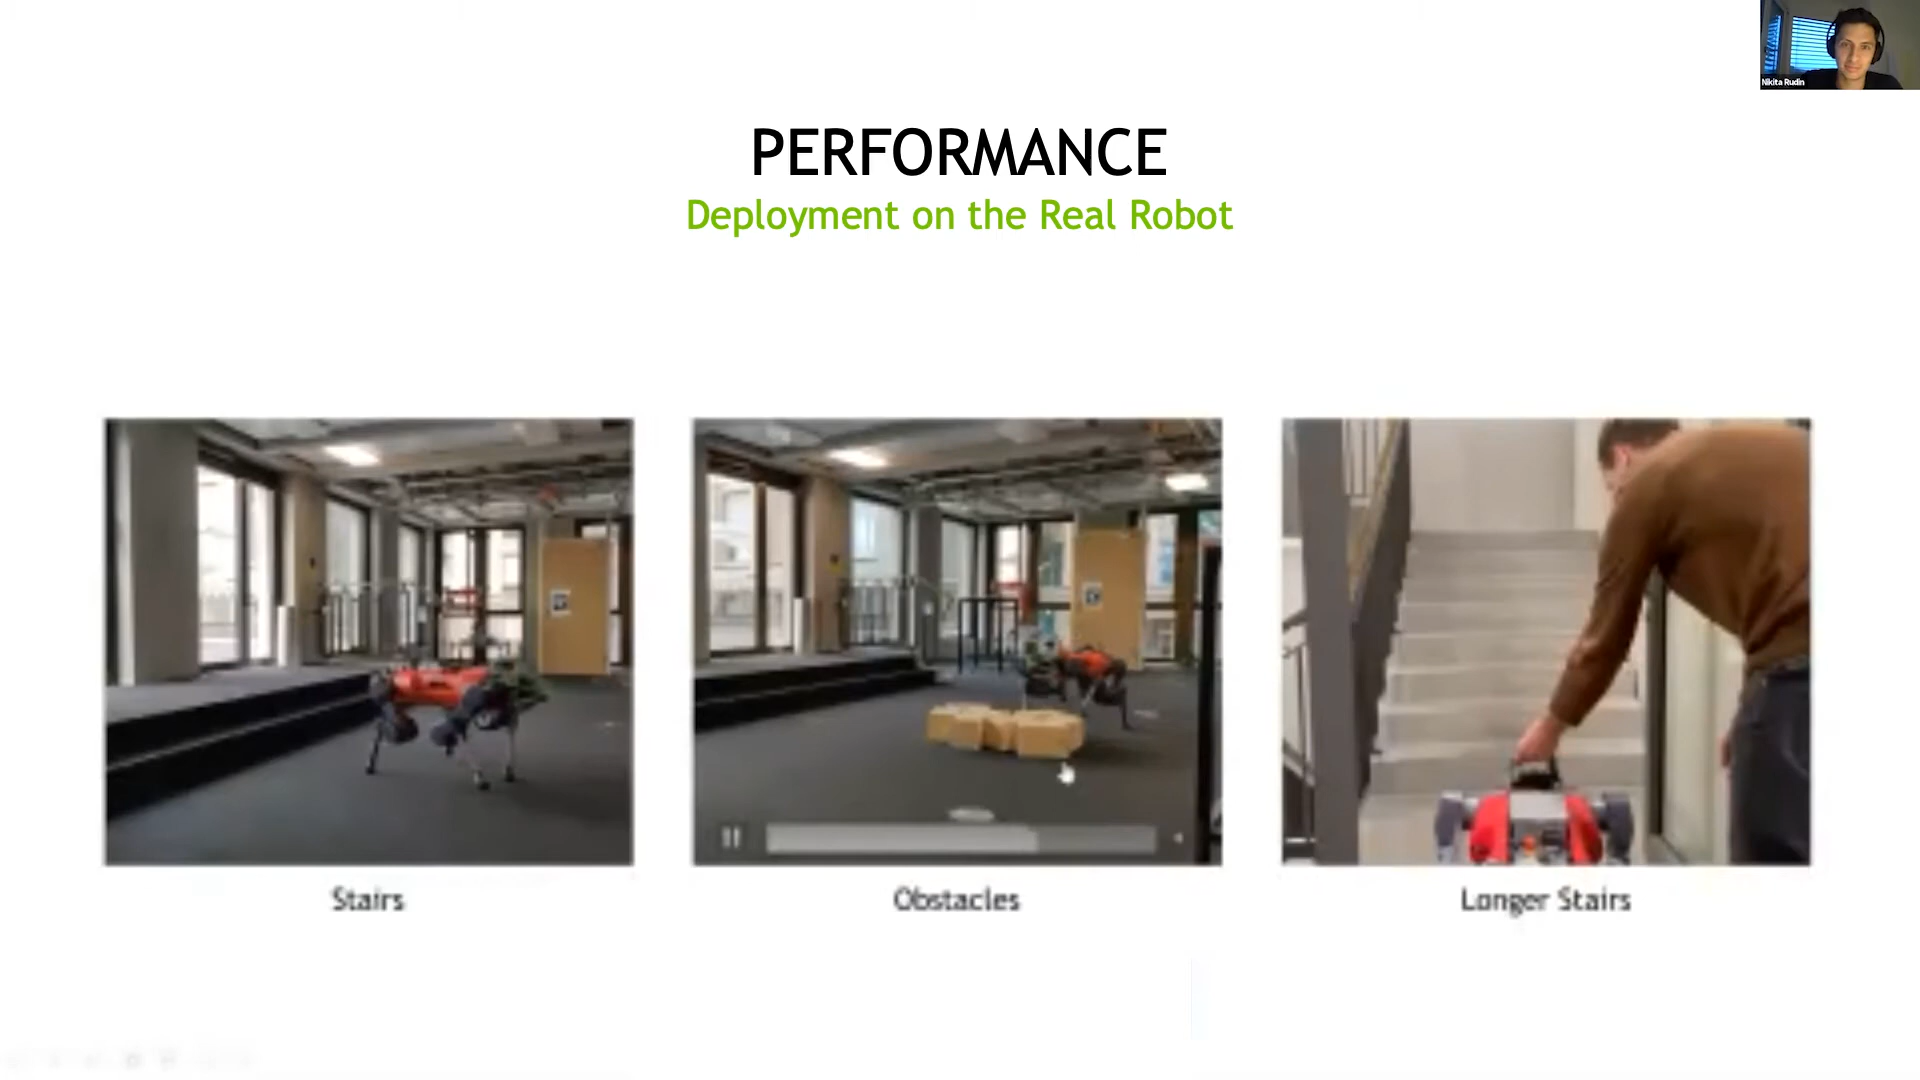 Nikita Rudin
PERFORMANCE
Deployment on the Real Robot
Stairs
Obstacles
Longer Stairs